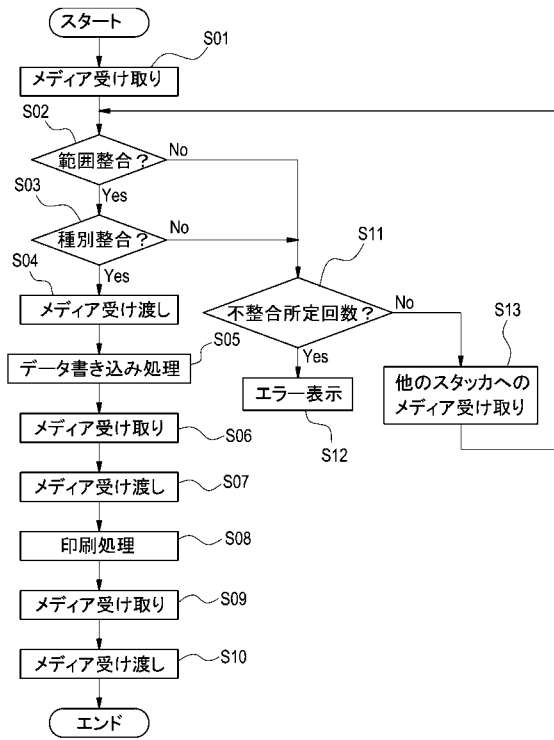 スタート
S01
メディア受け取り
S02
範囲整合？
No
Yes
S03
種別整合？
No
Yes
S04
メディア受け渡し
データ書き込み処理
S05
メディア受け取り
S06
メディア受け渡し
S07
印刷処理
S08
メディア受け取り
S09
メディア受け渡し
S10
エンド
S11
不整合所定回数？
No
Yes
エラー表示
S12
S13
他のスタッカへの
メディア受け取り